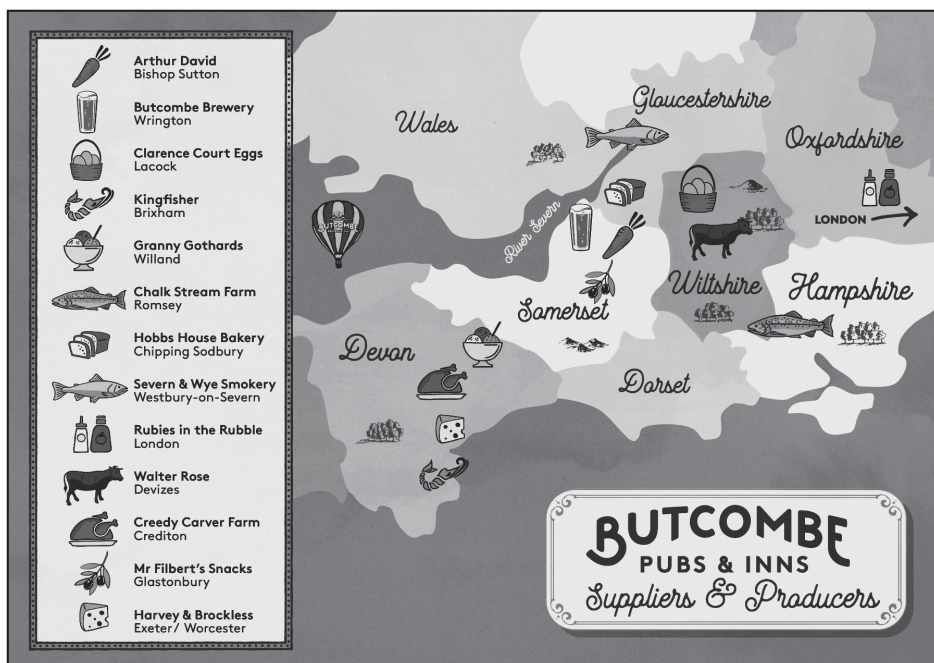 Arthur David
Bishop Sutton
Butcombe Brewery
Wrington
Clarence Court Eggs
Lacock
Kingfisher
Brixham
Granny Gothards
Willand
Chalk Stream Farm
Romsey
Hobbs House Bakery
Chipping Sodbury
Severn & Wye Smokery
Westbury-on-Severn
Rubies in the Rubble
London
Walter Rose
Devizes
Creedy Carver Farm
Crediton
Mr Filbert's Snacks
Glastonbury
Harvey & Brockless
Exeter/ Worcester
Wales
Gloucestershire
Oxfordshire
LONDON
River Severn
BUTCOMBE
Wiltshire
Hampshire
Somerset
Devon
Dorset
BUTCOMBE
PUBS & INNS
Suppliers & Producers